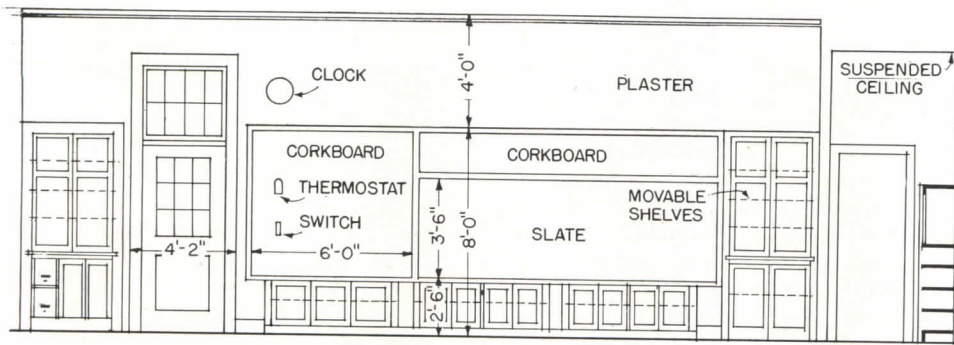 CLOCK
4'-0"
PLASTER
SUSPENDED
CEILING
CORKBOARD
CORKBOARD
THERMOSTAT
MOVABLE
SHELVES
SWITCH
3'-6"
8'-0"
SLATE
4'-2"
6'-0"
2'-6"